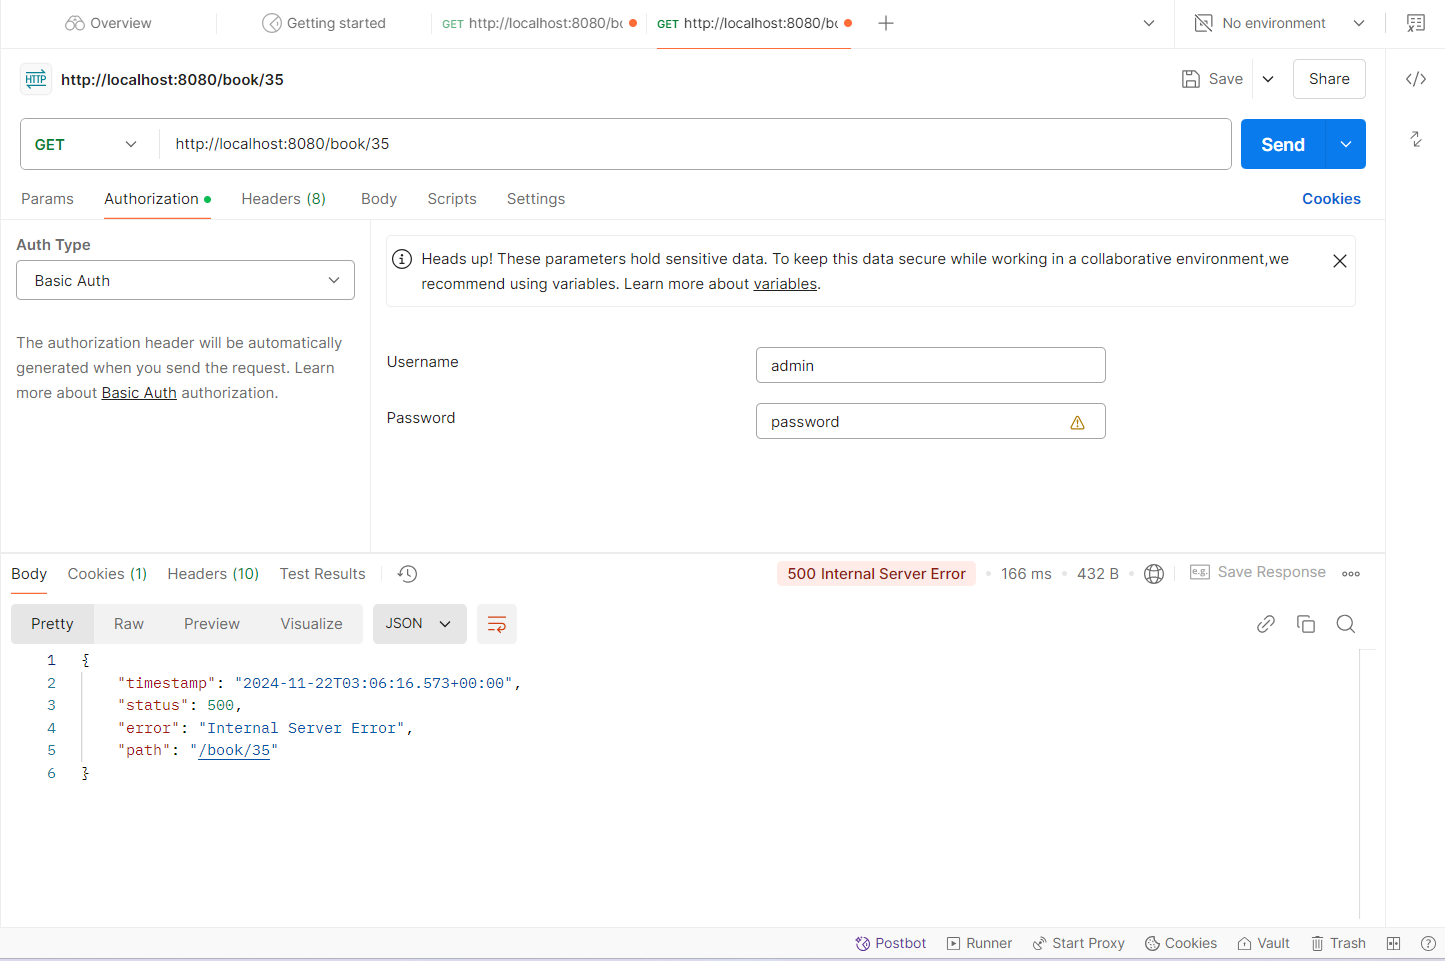 Overview
Getting started
GET http://localhost:8080/bc
GET http://localhost:8080/bc
No environment
HTTP http://localhost:8080/book/35
Save
Share
GET
http://localhost:8080/book/35
Send
Params
Authorization
Headers (8)
Body
Scripts
Settings
Cookies
Auth Type
Basic Auth
The authorization header will be automatically
generated when you send the request. Learn
more about Basic Auth authorization.
Heads up! These parameters hold sensitive data. To keep this data secure while working in a collaborative environment,we
recommend using variables. Learn more about variables.
Username
admin
Password
password
Body
Cookies (1)
Headers (10)
Test Results
500 Internal Server Error
166 ms
432 B
e.g. Save Response
Pretty
Raw
Preview
Visualize
JSON
1 {
2 "timestamp": "2024-11-22T03:06:16.573+00:00",
3 "status": 500,
4 "error": "Internal Server Error",
5 "path": "/book/35"
6 }
Postbot
Runner
Start Proxy
Cookies
Vault
Trash